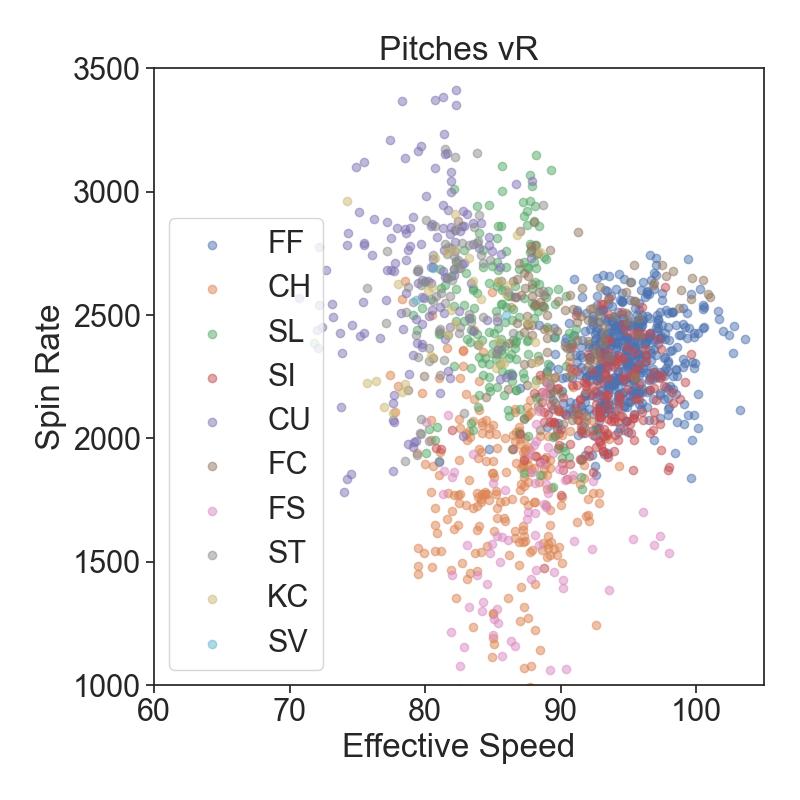 Pitches vR
3500
3000
2500
2000
1500
1000
Spin Rate
FF
CH
SL
SI
CU
FC
FS
ST
KC
SV
60 70 80 90 100
Effective Speed